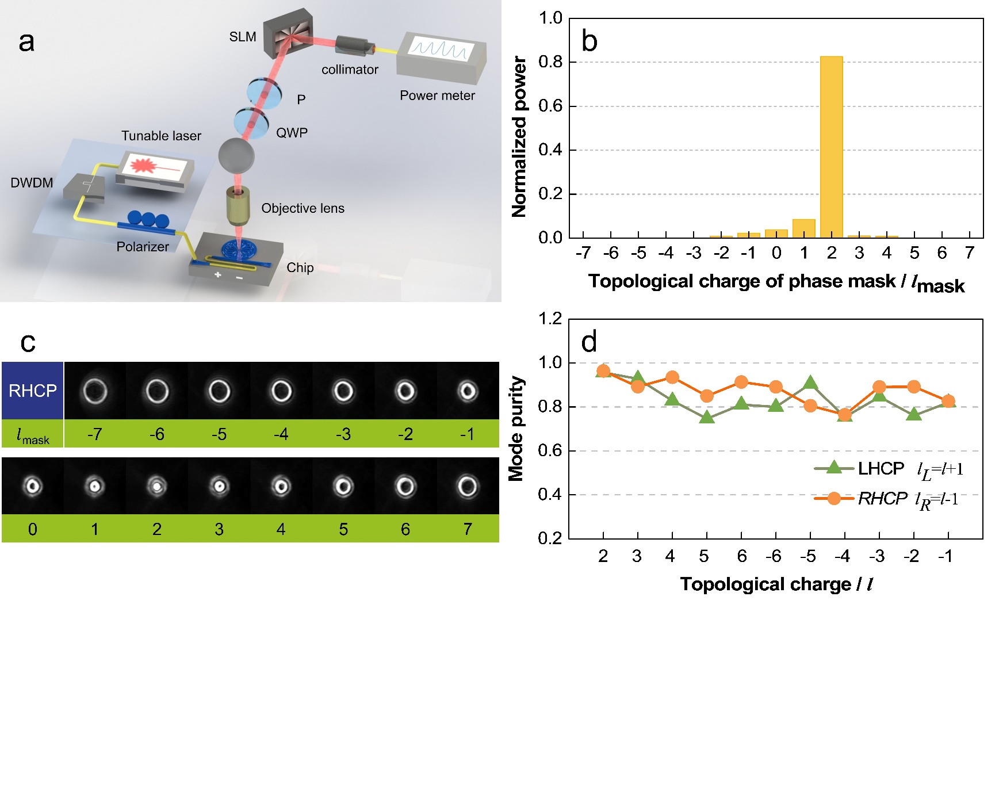 a
SLM
collimator
Power meter
P
QWP
Tunable laser
DWDM
Objective lens
Polarizer
Chip
+ -
b
Normalized power
1.0
0.8
0.6
0.4
0.2
0.0
-7 -6 -5 -4 -3 -2 -1 0 1 2 3 4 5 6 7
Topological charge of phase mask / lmask
c
RHCP
lmask -7 -6 -5 -4 -3 -2 -1
0 1 2 3 4 5 6 7
d
Mode purity
1.2
1.0
0.8
0.6
0.4
0.2
LHCP lL=l+1
RHCP lR=l-1
2 3 4 5 6 -6 -5 -4 -3 -2 -1
Topological charge / l